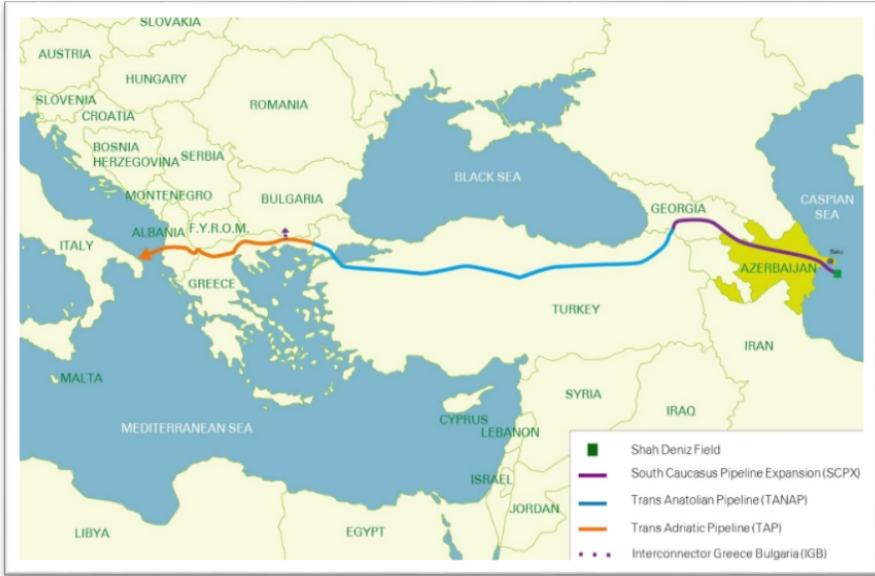 SLOVAKIA
AUSTRIA
HUNGARY
SLOVENIA
ROMANIA
CROATIA
BOSNIA
HERZEGOVINA
SERBIA
BLACK SEA
MONTENEGRO
BULGARIA
CASPIAN
SEA
GEORGIA
ALBANIA
F.Y.R.O.M.
ITALY
Baku
AZERBAIJAN
GREECE
TURKEY
IRAN
MALTA
SYRIA
IRAQ
CYPRUS
MEDITERRANEAN SEA
LEBANON
ISRAEL
JORDAN
LIBYA
EGYPT
Shah Deniz Field
South Caucasus Pipeline Expansion (SCPX)
Trans Anatolian Pipeline (TANAP)
Trans Adriatic Pipeline (TAP)
Interconnector Greece Bulgaria (IGB)